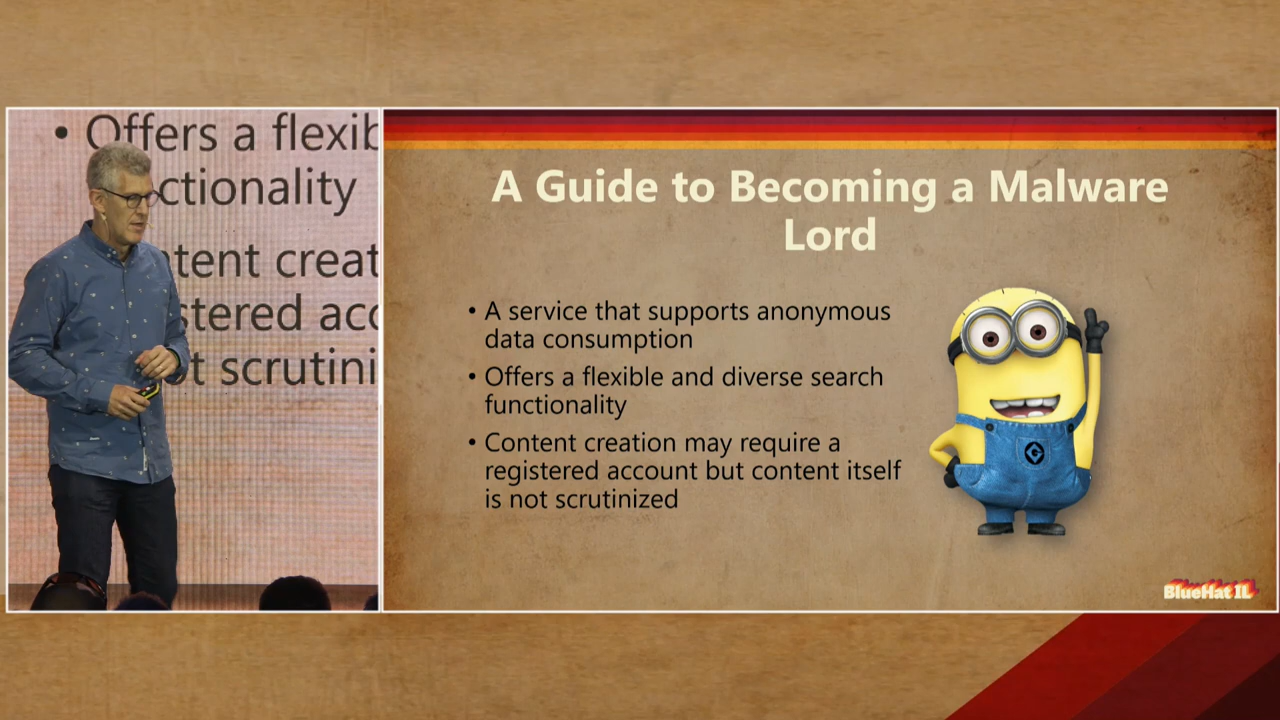 • Offers a flexib
ctionality
tent creat
stered acc
ot scrutini
A Guide to Becoming a Malware
Lord
• A service that supports anonymous
data consumption
• Offers a flexible and diverse search
functionality
• Content creation may require a
registered account but content itself
is not scrutinized
BlueHat IL